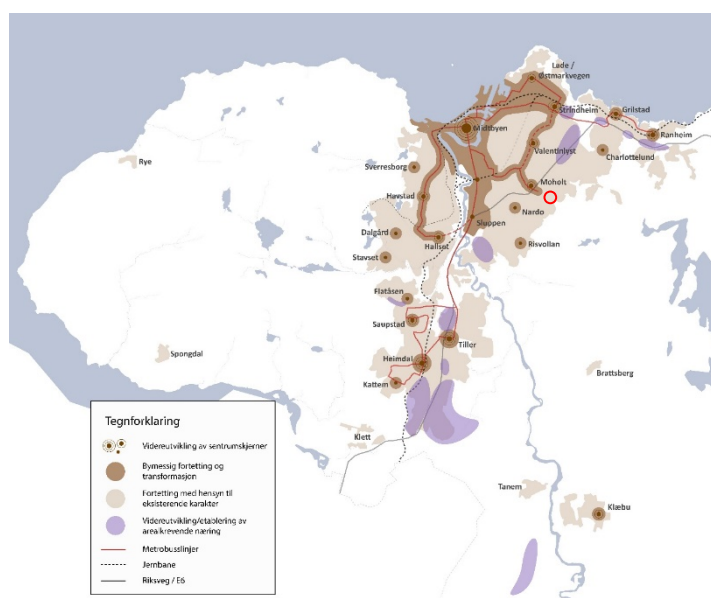 Lade /
Østmarkvegen
Grilstad
Strindheim
Midtbyen
Ranheim
Valentinlyst
Charlottelund
Rye
Sverresborg
Moholt
Havstad
Nardo
Sluppen
Dalgård
Hallset
Risvollan
Stavset
Flatåsen
Saupstad
Tiller
Spongdal
Heimdal
Brattsberg
Kattem
Tegnforklaring
Videreutvikling av sentrumskjerner
Klett
Bymessig fortetting og
transformasjon
Fortetting med hensyn til
eksisterende karakter
Tanem
Klæbu
Videreutvikling/etablering av
arealkrevende næring
Metrobusslinjer
Jernbane
Riksveg / E6